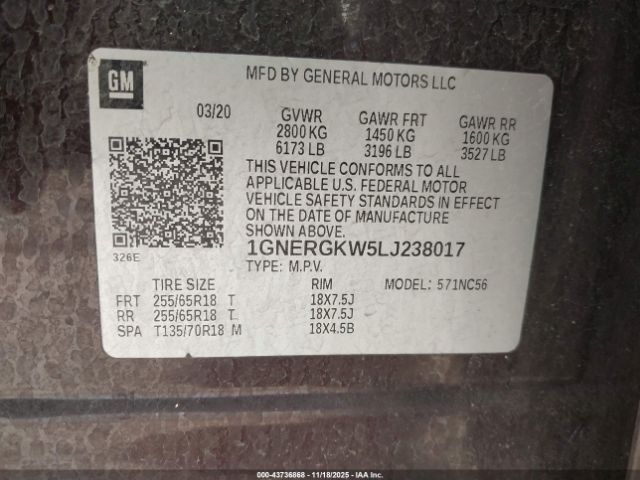 GM
MFD BY GENERAL MOTORS LLC
03/20 GVWR GAWR FRT GAWR RR
2800 KG 1450 KG 1600 KG
6173 LB 3196 LB 3527 LB
THIS VEHICLE CONFORMS TO ALL
APPLICABLE U.S. FEDERAL MOTOR
VEHICLE SAFETY STANDARDS IN EFFECT
ON THE DATE OF MANUFACTURE
SHOWN ABOVE.
326E 1GNERGKW5LJ238017
TYPE: M.P.V. MODEL: 571NC56
TIRE SIZE RIM
FRT 255/65R18 T 18X7.5J
RR 255/65R18 T 18X7.5J
SPA T135/70R18 M 18X4.5B
000-43736868 - 11/18/2025 - IAAI, Inc.